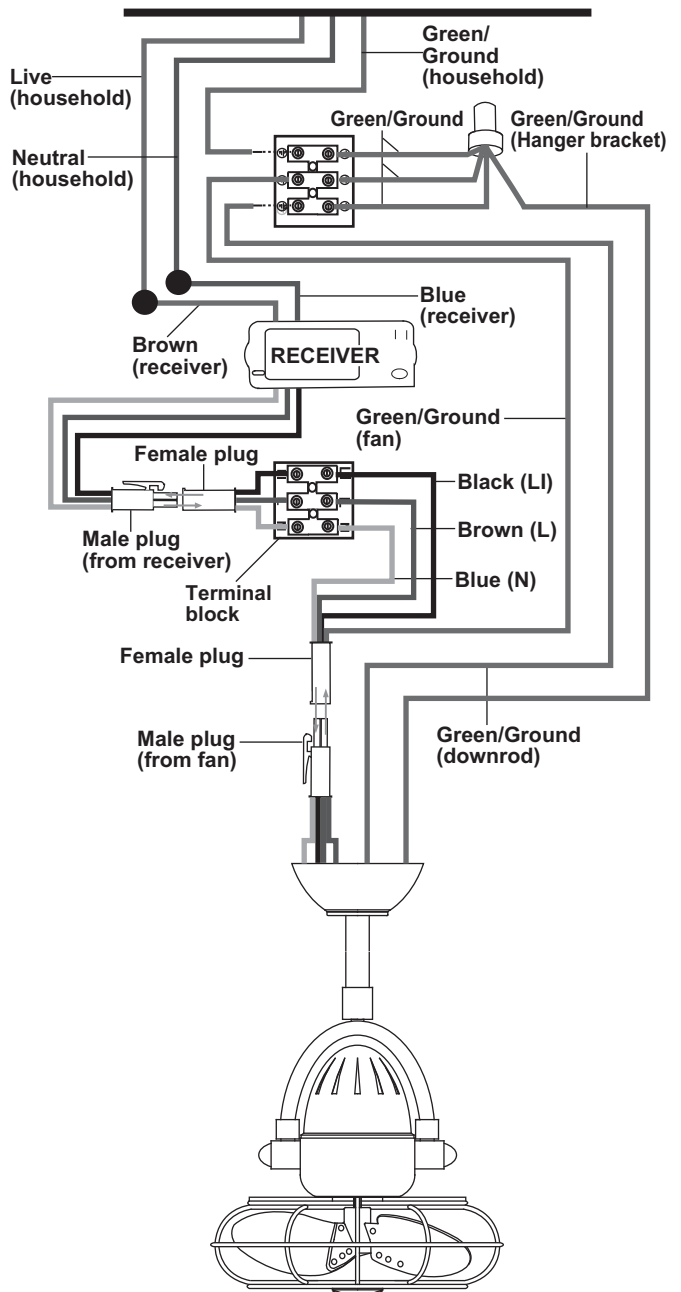 Green/
Ground
(household)
Live
(household)
Green/Ground
Green/Ground
(Hanger bracket)
Neutral
(household)
Blue
(receiver)
Brown
(receiver)
RECEIVER
Green/Ground
(fan)
Female plug
Black (LI)
Brown (L)
Male plug
(from receiver)
Blue (N)
Terminal
block
Female plug
Male plug
(from fan)
Green/Ground
(downrod)